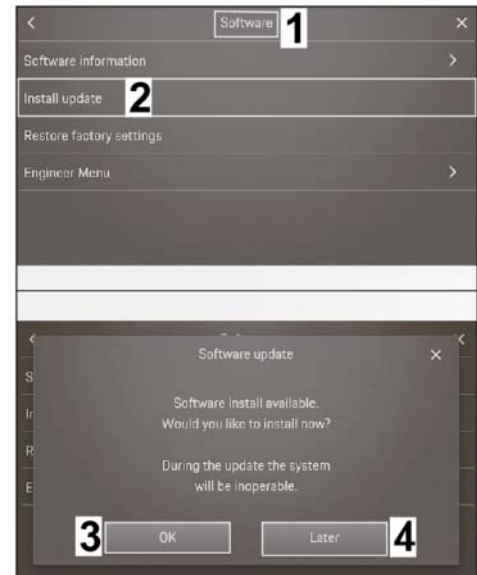 Software 1
Software information
Install update 2
Restore factory settings
Engineer Menu
Software update
S
Software install available.
In
Would you like to install now?
R
During the update the system
E
will be inoperable.
3 OK Later 4